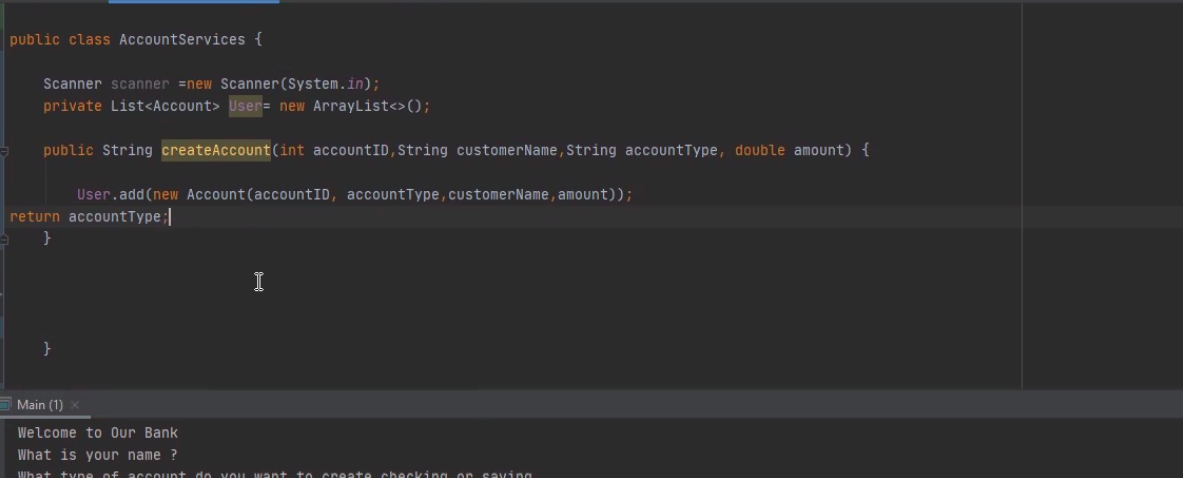 public class AccountServices {
Scanner scanner =new Scanner(System.in);
private List<Account> User= new ArrayList<>();
public String createAccount(int accountID,String customerName,String accountType, double amount) {
User.add(new Account(accountID, accountType,customerName,amount));
return accountType;
}
}
Main (1) ×
Welcome to Our Bank
What is your name ?
What type of account do you want to create checking or saving